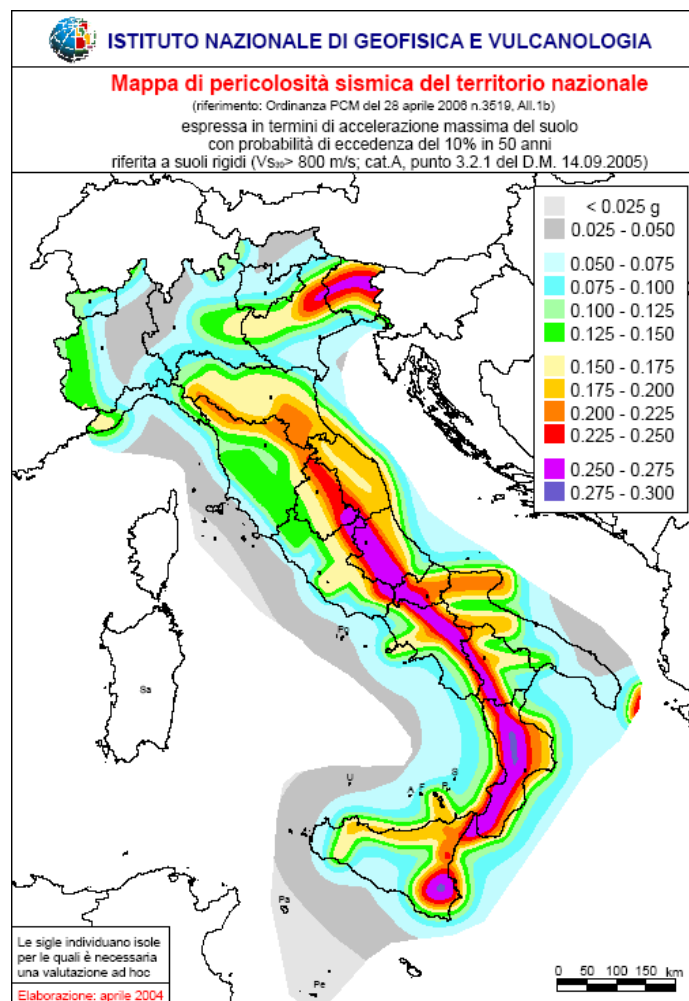 ISTITUTO NAZIONALE DI GEOFISICA E VULCANOLOGIA
Mappa di pericolosità sismica del territorio nazionale
(riferimento: Ordinanza PCM del 28 aprile 2006 n.3519, All.1b)
espressa in termini di accelerazione massima del suolo
con probabilità di eccedenza del 10% in 50 anni
riferita a suoli rigidi (Vs30> 800 m/s; cat.A, punto 3.2.1 del D.M. 14.09.2005)
< 0.025 g
0.025 - 0.050
0.050 - 0.075
0.075 - 0.100
0.100 - 0.125
0.125 - 0.150
0.150 - 0.175
0.175 - 0.200
0.200 - 0.225
0.225 - 0.250
0.250 - 0.275
0.275 - 0.300
Sa
U
A
F
S
Pa
Pe
Le sigle individuano isole
per le quali è necessaria
una valutazione ad hoc
Elaborazione: aprile 2004
0 50 100 150 km